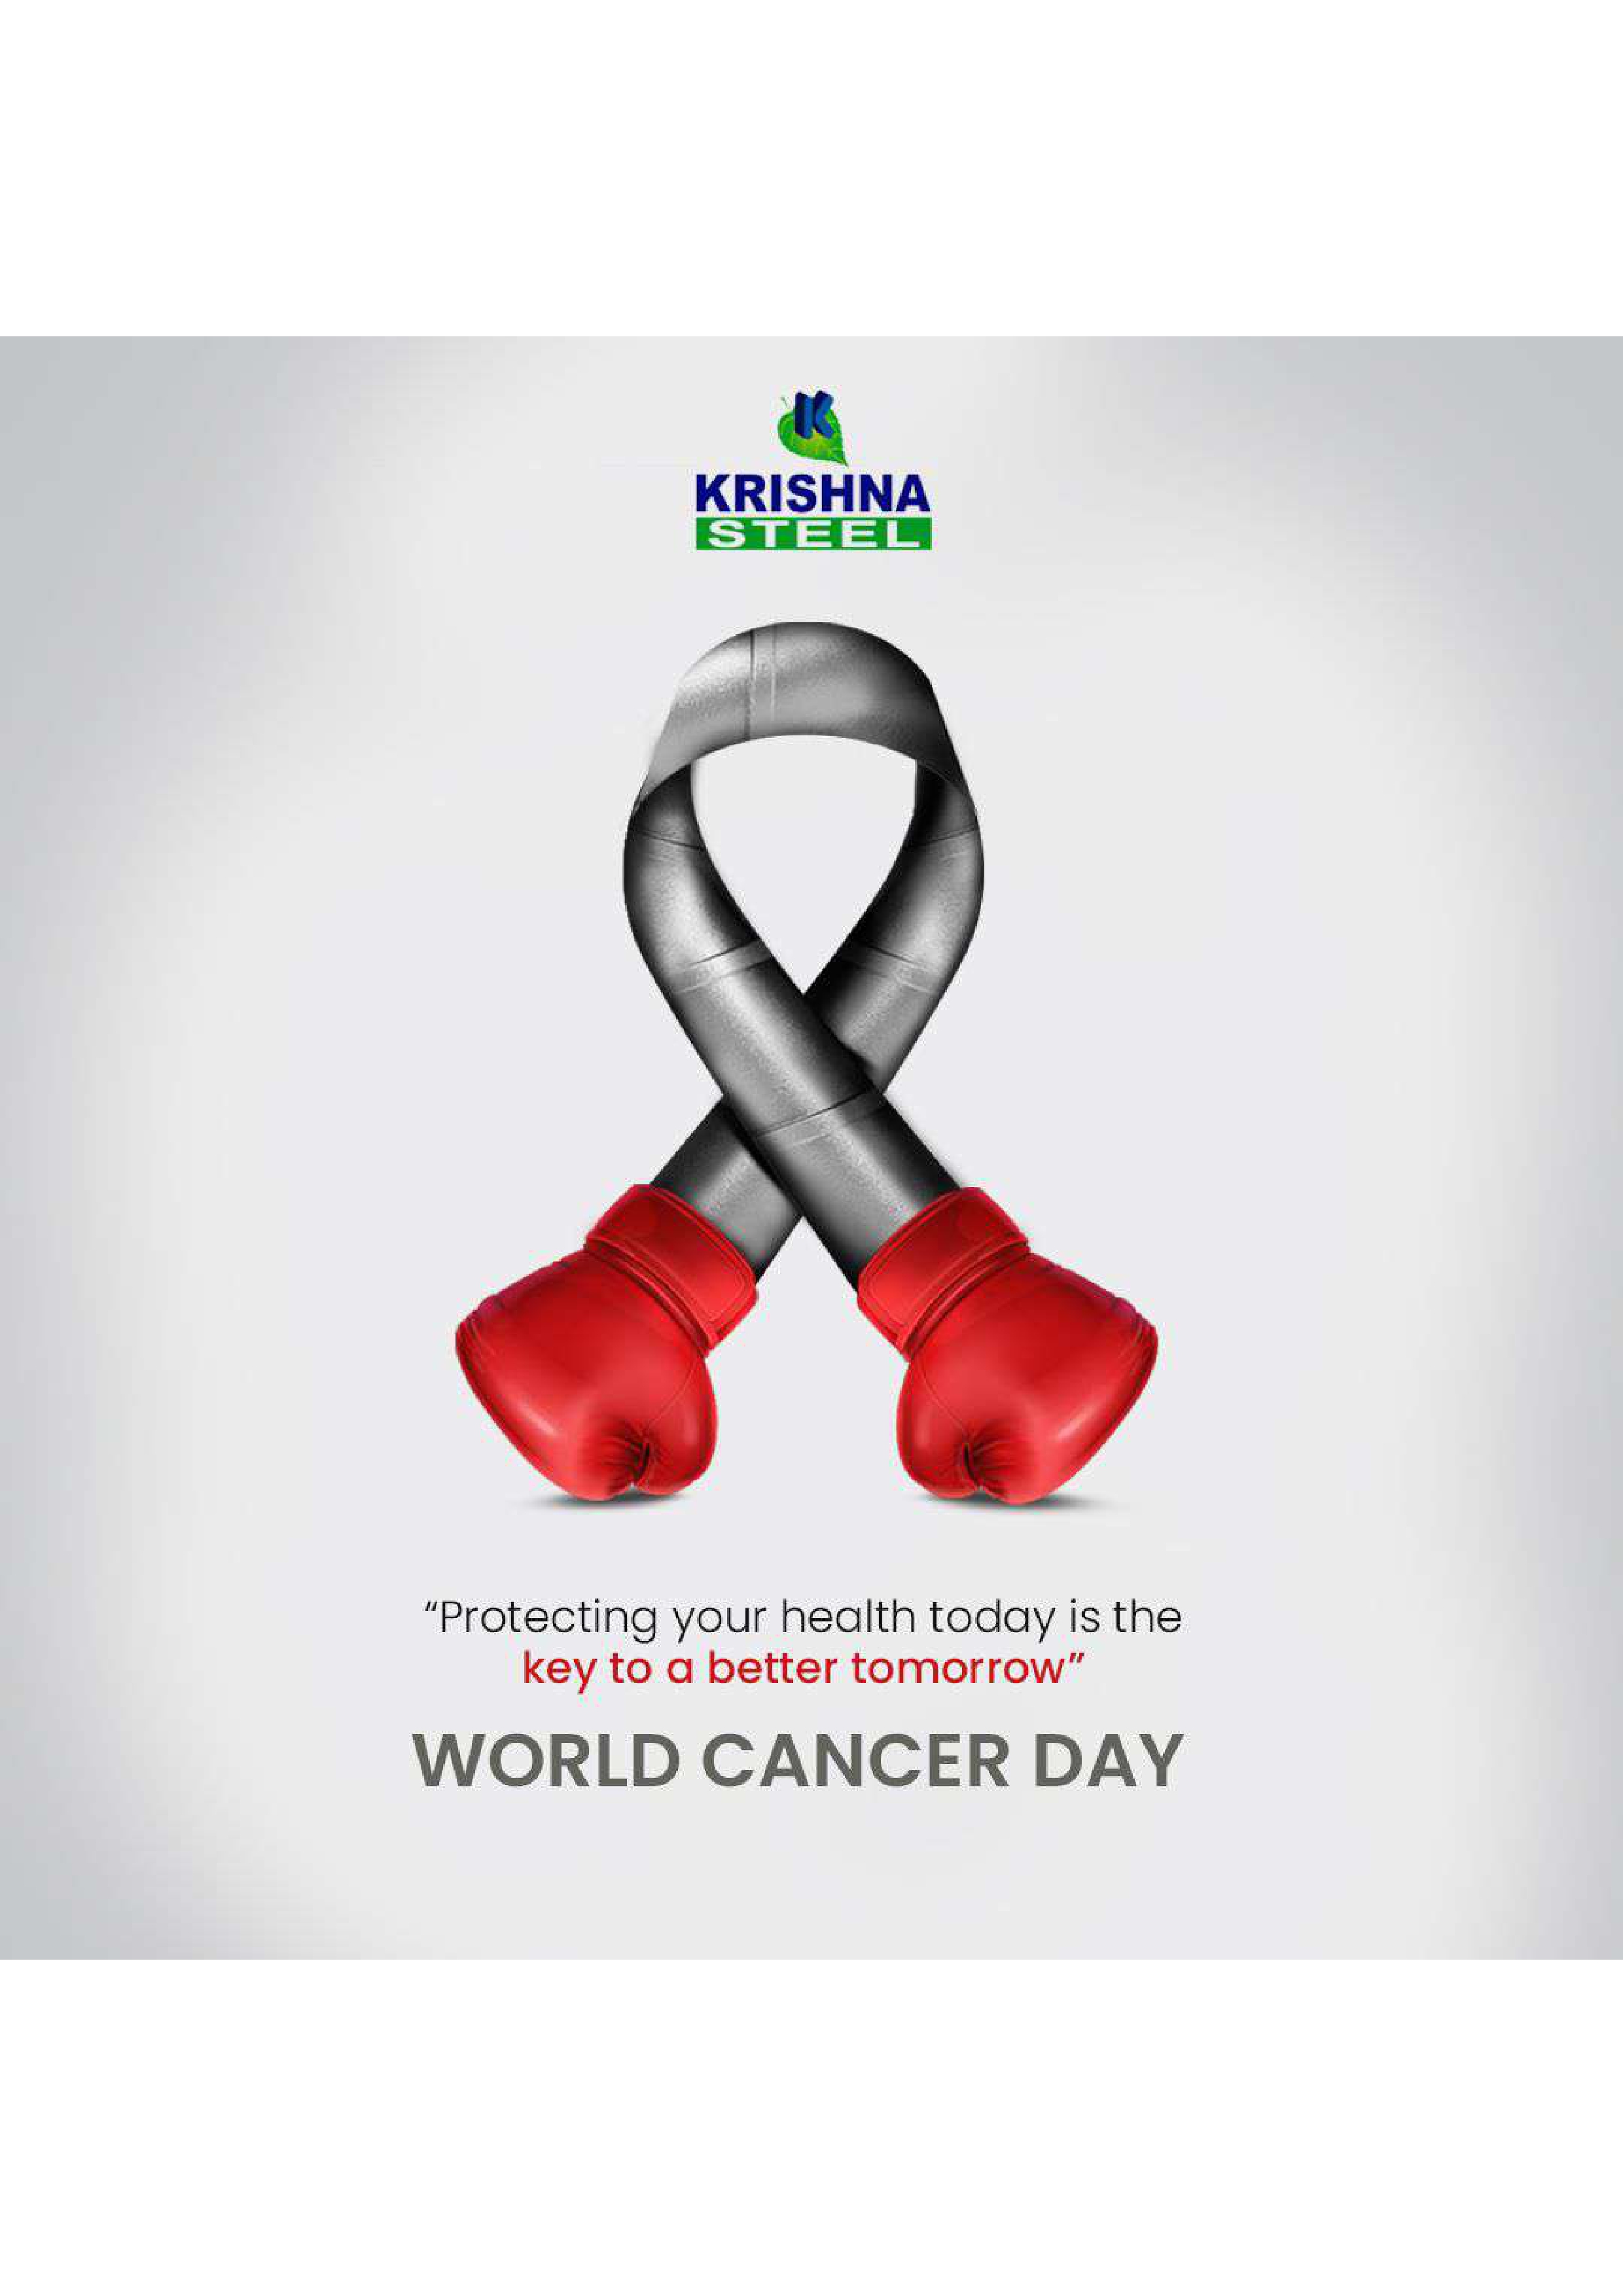 K
KRISHNA
STEEL
“Protecting your health today is the
key to a better tomorrow”
WORLD CANCER DAY